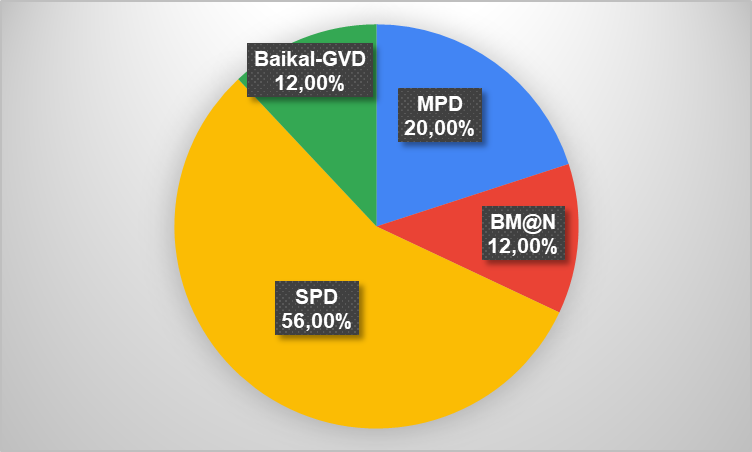 Baikal-GVD
12,00%
MPD
20,00%
BM@N
12,00%
SPD
56,00%